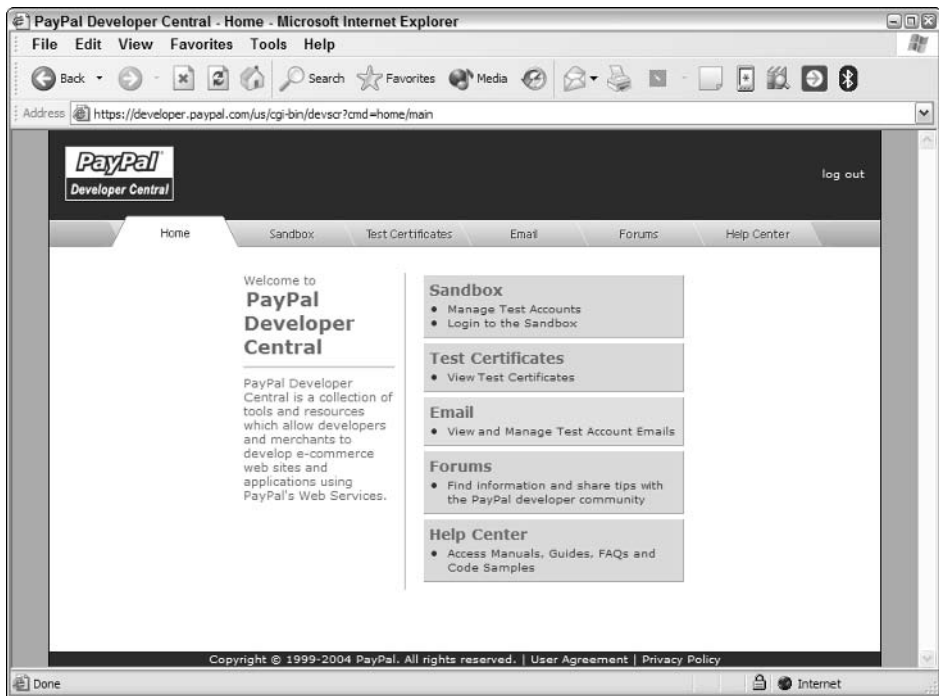 PayPal Developer Central - Home - Microsoft Internet Explorer
File Edit View Favorites Tools Help
Back Search Favorites Media
Address https://developer.paypal.com/us/cgi-bin/devscr?cmd=home/main
PayPal
Developer Central
log out
Home Sandbox Test Certificates Email Forums Help Center
Welcome to
PayPal
Developer
Central
PayPal Developer
Central is a collection of
tools and resources
which allow developers
and merchants to
develop e-commerce
web sites and
applications using
PayPal's Web Services.
Sandbox
• Manage Test Accounts
• Login to the Sandbox
Test Certificates
• View Test Certificates
Email
• View and Manage Test Account Emails
Forums
• Find information and share tips with
the PayPal developer community
Help Center
• Access Manuals, Guides, FAQs and
Code Samples
Copyright © 1999-2004 PayPal. All rights reserved. | User Agreement | Privacy Policy
Done Internet